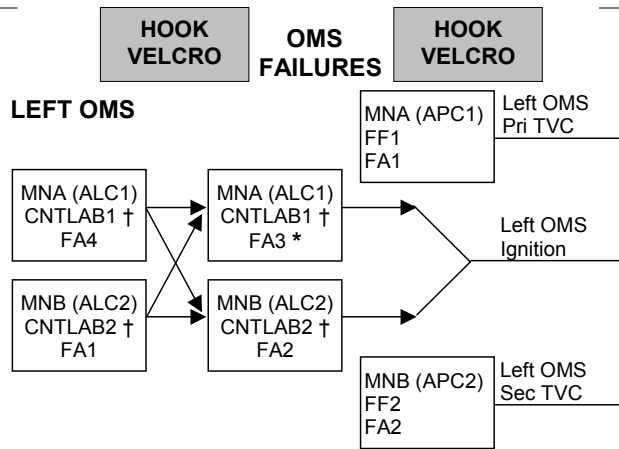 HOOK
VELCRO
OMS
FAILURES
HOOK
VELCRO
LEFT OMS
MNA (APC1)
FF1
FA1
Left OMS
Pri TVC
MNA (ALC1)
CNTLAB1 †
FA4
MNA (ALC1)
CNTLAB1 †
FA3 *
Left OMS
Ignition
MNB (ALC2)
CNTLAB2 †
FA1
MNB (ALC2)
CNTLAB2 †
FA2
MNB (APC2)
FF2
FA2
Left OMS
Sec TVC